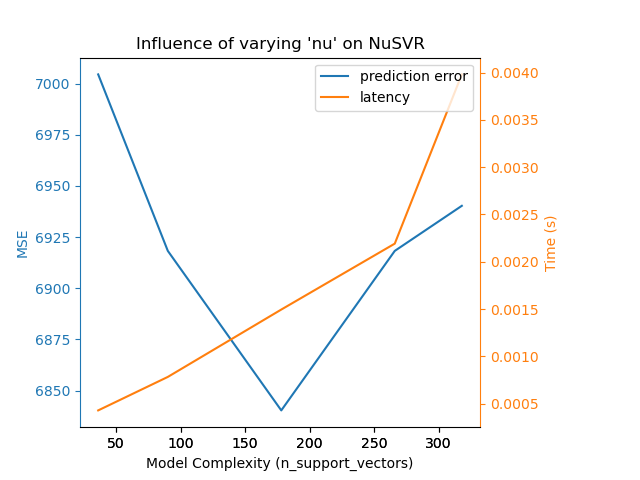 Influence of varying 'nu' on NuSVR
prediction error
latency
7000
6975
6950
6925
6900
6875
6850
MSE
0.0040
0.0035
0.0030
0.0025
0.0020
0.0015
0.0010
0.0005
Time (s)
50 100 150 200 250 300
Model Complexity (n_support_vectors)